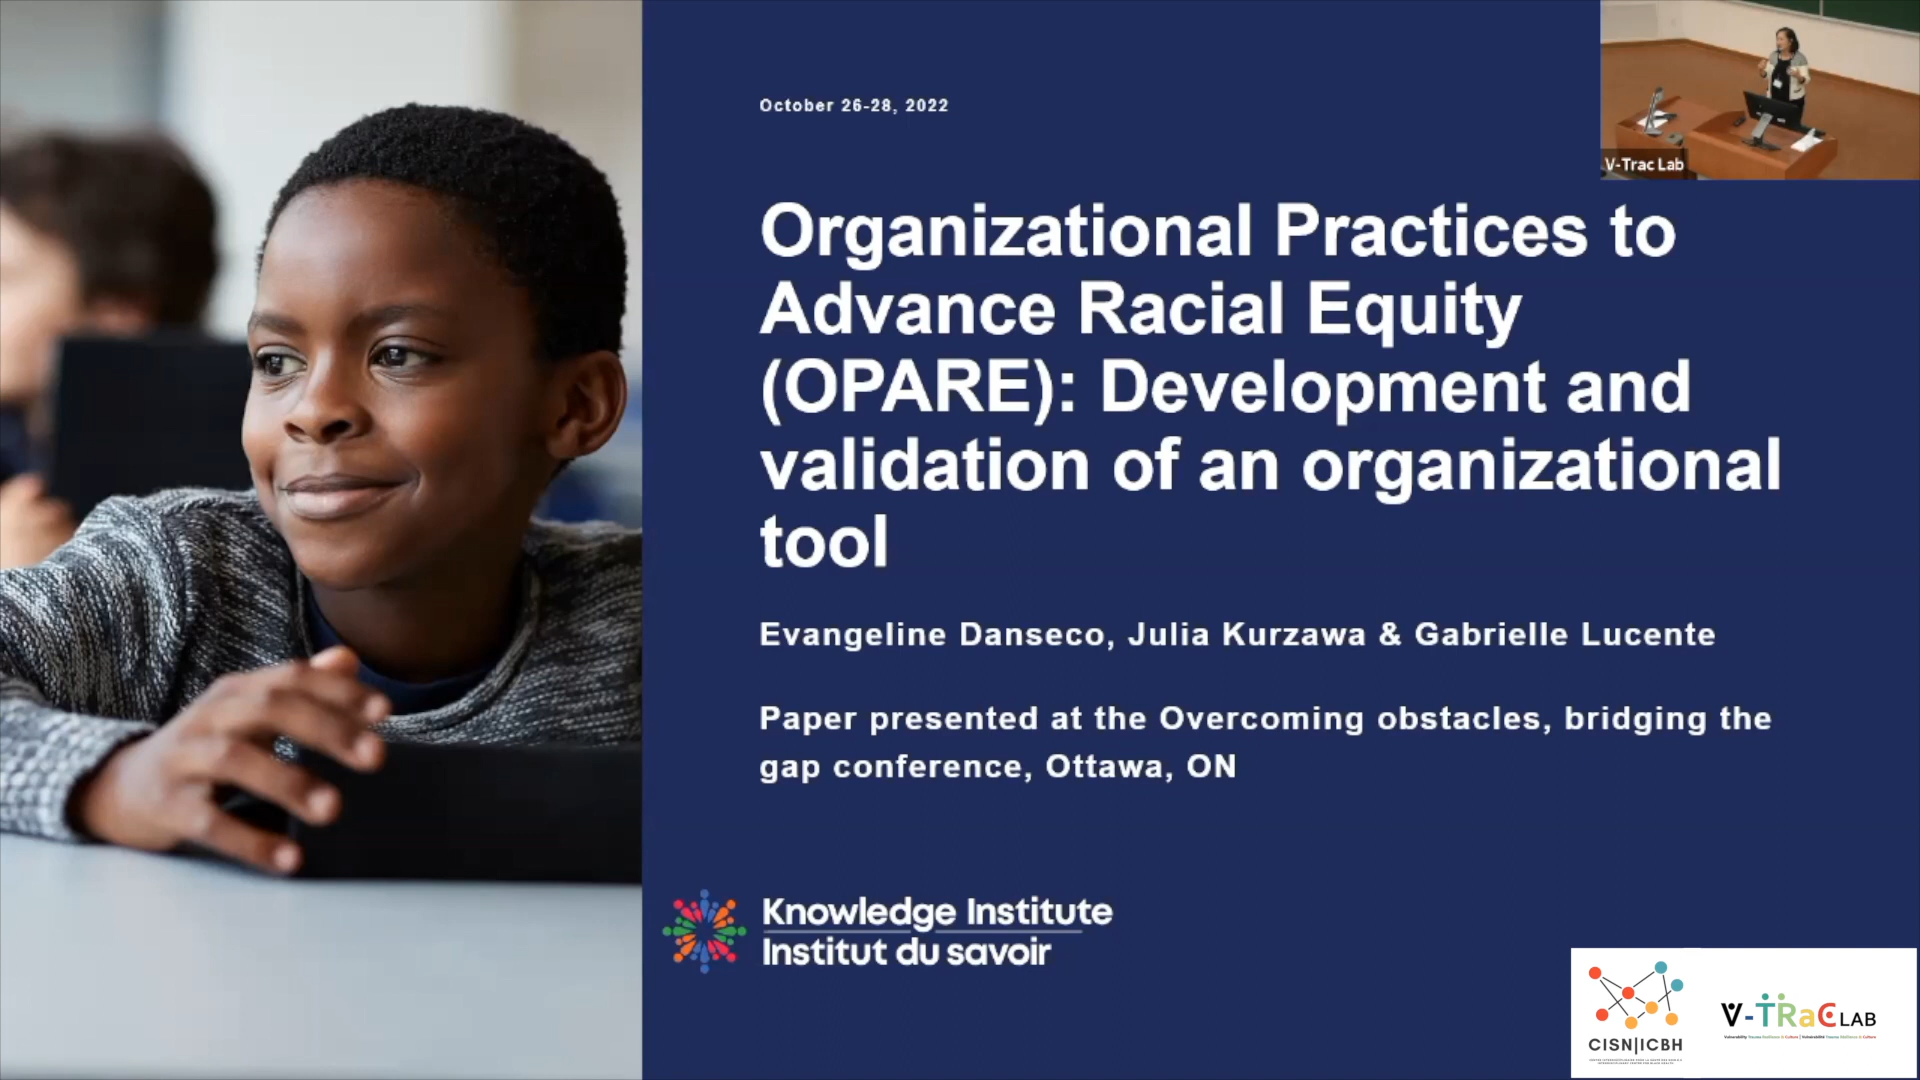 October 26-28, 2022
V-Trac Lab
Organizational Practices to
Advance Racial Equity
(OPARE): Development and
validation of an organizational
tool
Evangeline Danseco, Julia Kurzawa & Gabrielle Lucente
Paper presented at the Overcoming obstacles, bridging the
gap conference, Ottawa, ON
Knowledge Institute
Institut du savoir
CISN|ICBH
V-TRaC LAB